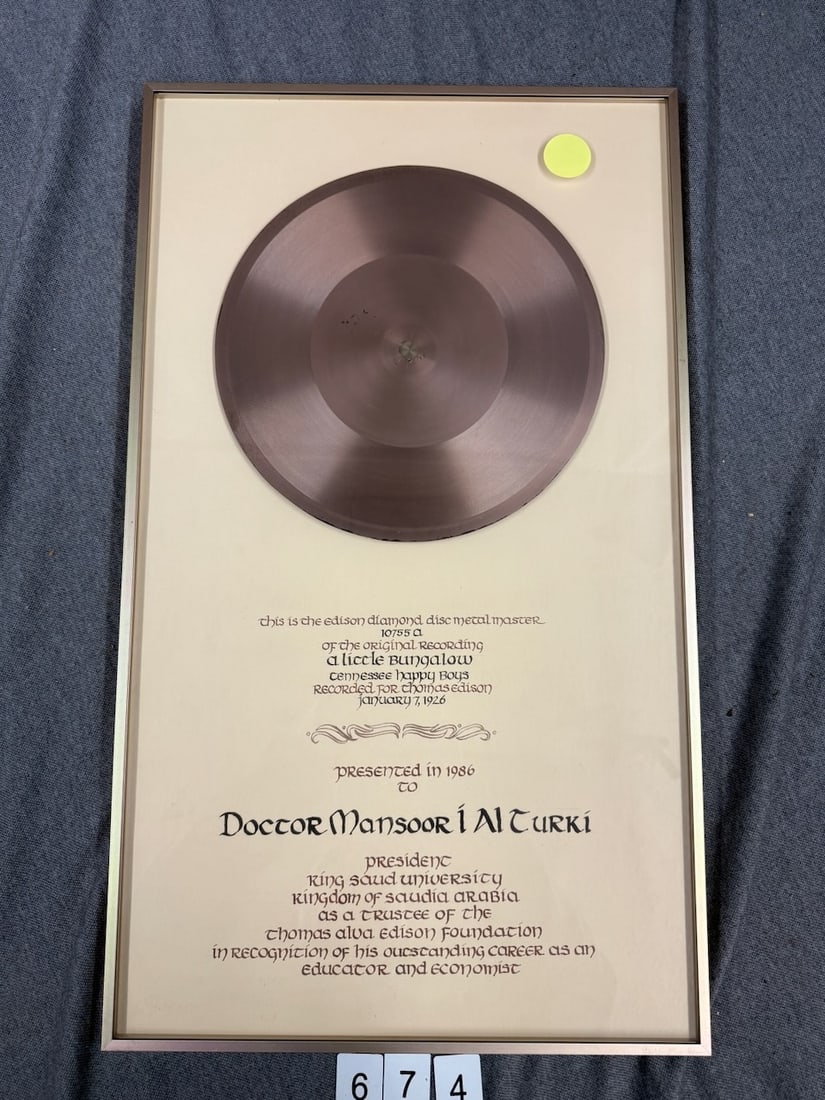 this is the edison diamond disc metal master
10755 a
of the original recording
a little bungalow
tennessee happy boys
recorded for thomas edison
january 7, 1926
presented in 1986
to
Doctor Mansoor I Al Turki
president
king saud university
kingdom of saudia arabia
as a trustee of the
thomas alva edison foundation
in recognition of his outstanding career as an
educator and economist
6 7 4